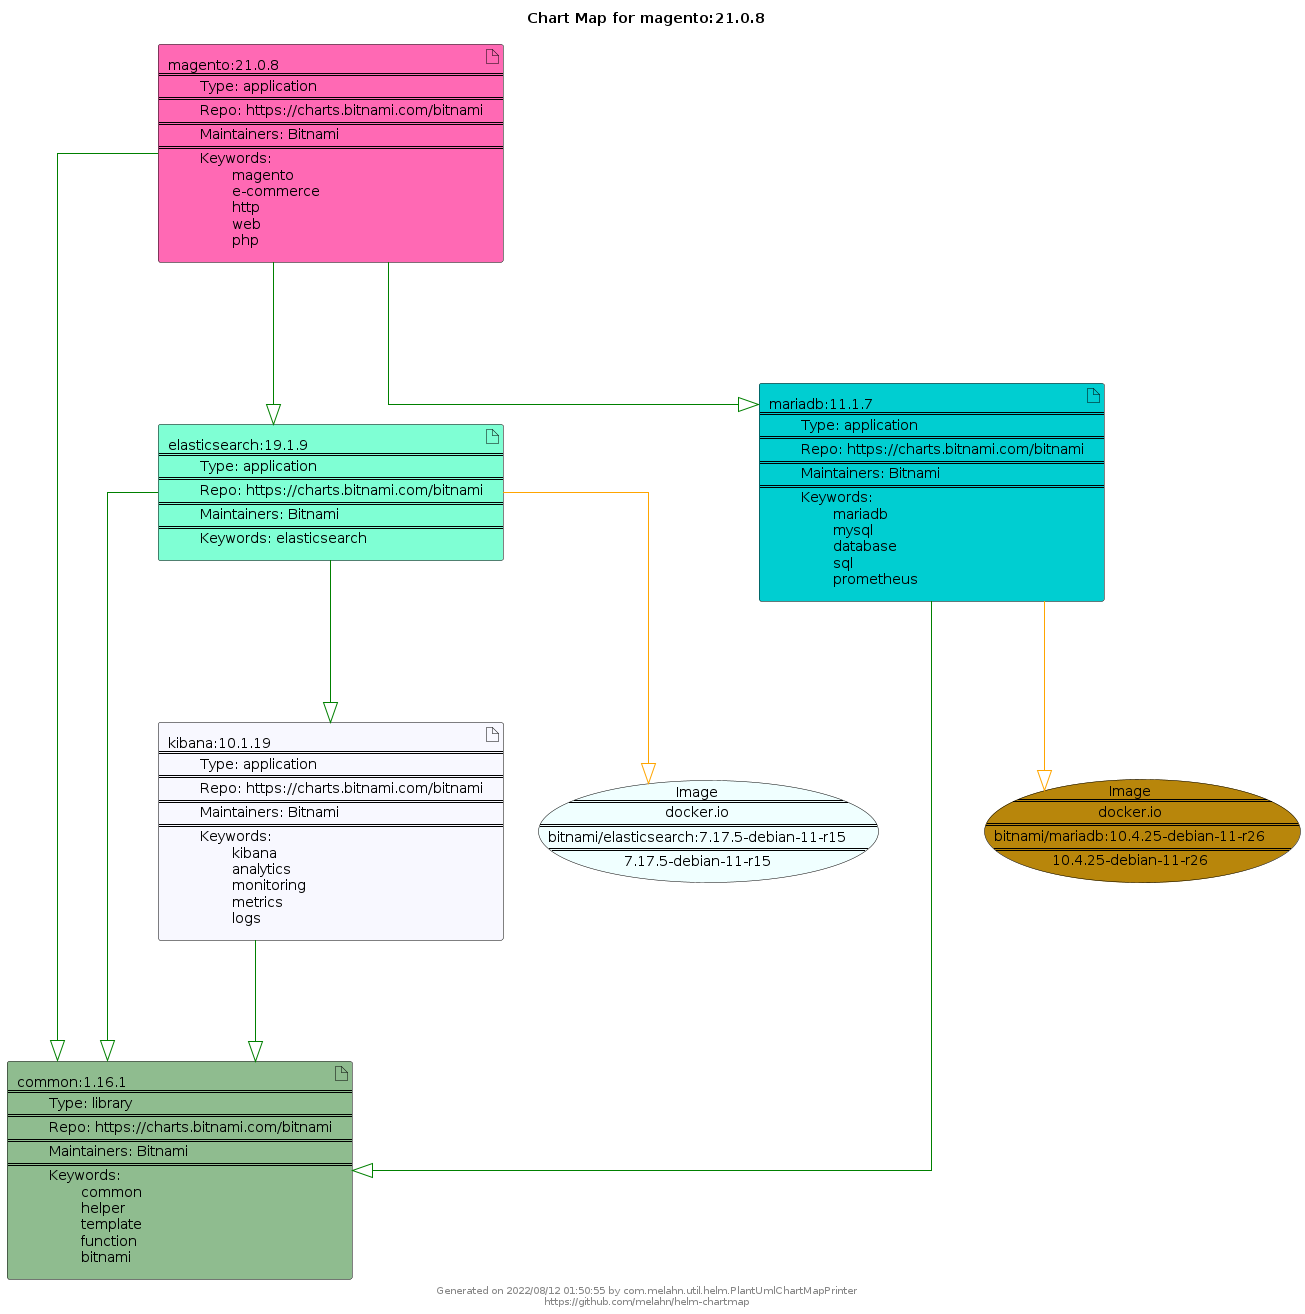 Chart Map for magento:21.0.8
magento:21.0.8
Type: application
Repo: https://charts.bitnami.com/bitnami
Maintainers: Bitnami
Keywords:
magento
e-commerce
http
web
php
mariadb:11.1.7
Type: application
Repo: https://charts.bitnami.com/bitnami
Maintainers: Bitnami
Keywords:
mariadb
mysql
database
sql
prometheus
elasticsearch:19.1.9
Type: application
Repo: https://charts.bitnami.com/bitnami
Maintainers: Bitnami
Keywords: elasticsearch
kibana:10.1.19
Type: application
Repo: https://charts.bitnami.com/bitnami
Maintainers: Bitnami
Keywords:
kibana
analytics
monitoring
metrics
logs
Image
docker.io
bitnami/elasticsearch:7.17.5-debian-11-r15
7.17.5-debian-11-r15
Image
docker.io
bitnami/mariadb:10.4.25-debian-11-r26
10.4.25-debian-11-r26
common:1.16.1
Type: library
Repo: https://charts.bitnami.com/bitnami
Maintainers: Bitnami
Keywords:
common
helper
template
function
bitnami
Generated on 2022/08/12 01:50:55 by com.melahn.util.helm.PlantUmlChartMapPrinter
https://github.com/melahn/helm-chartmap